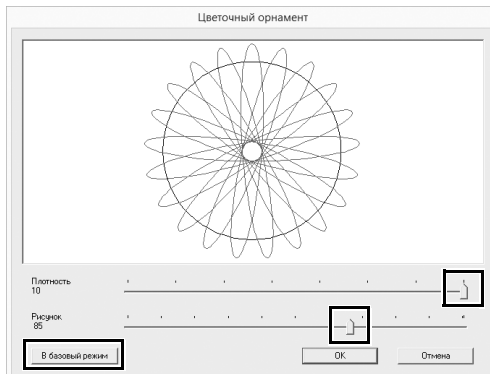 Цветочный орнамент
Плотность
10
Рисунок
85
В базовый режим OK Отмена